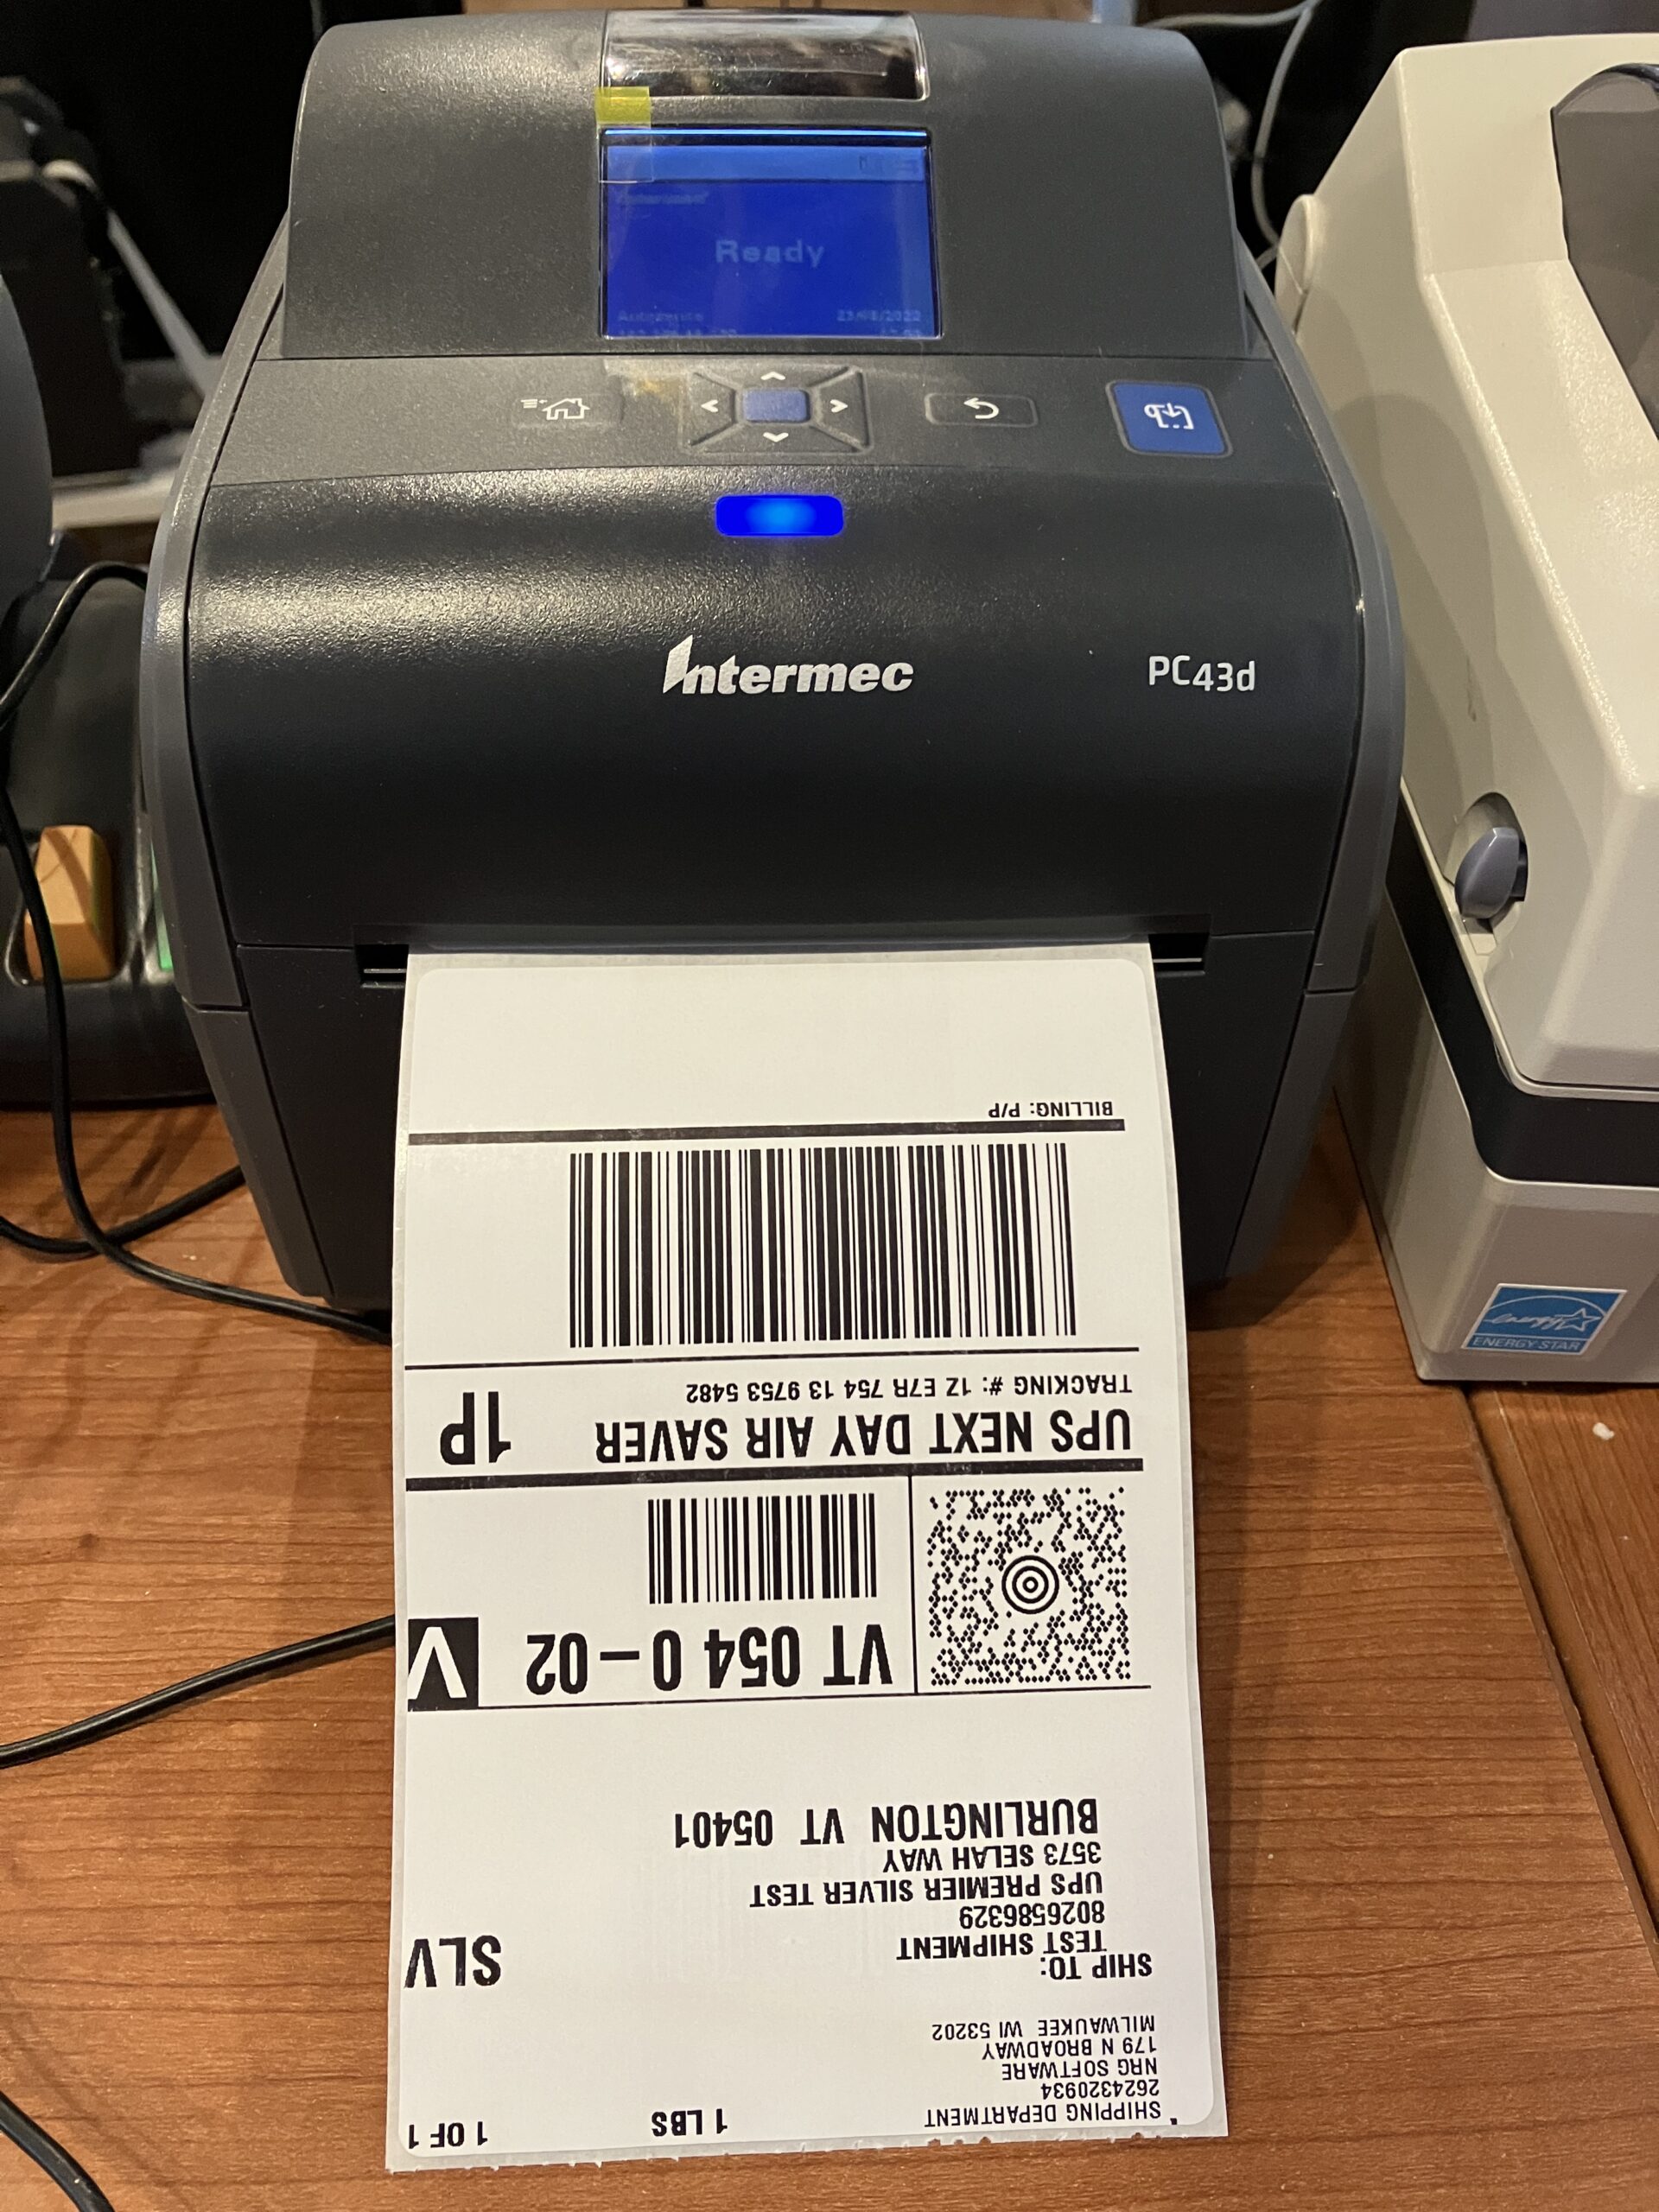 Ready
Intermec
PC43d
ENERGY STAR
SHIPPING DEPARTMENT
1 LBS
1 OF 1
2624320934
NRG SOFTWARE
179 N BROADWAY
MILWAUKEE WI 53202
SHIP TO:
SLV
TEST SHIPMENT
8026586329
UPS PREMIER SILVER TEST
3573 SELAH WAY
BURLINGTON VT 05401
VT 054 0-02
V
UPS NEXT DAY AIR SAVER
1P
TRACKING #: 1Z E7R 754 13 9753 5482
BILLING: P/P